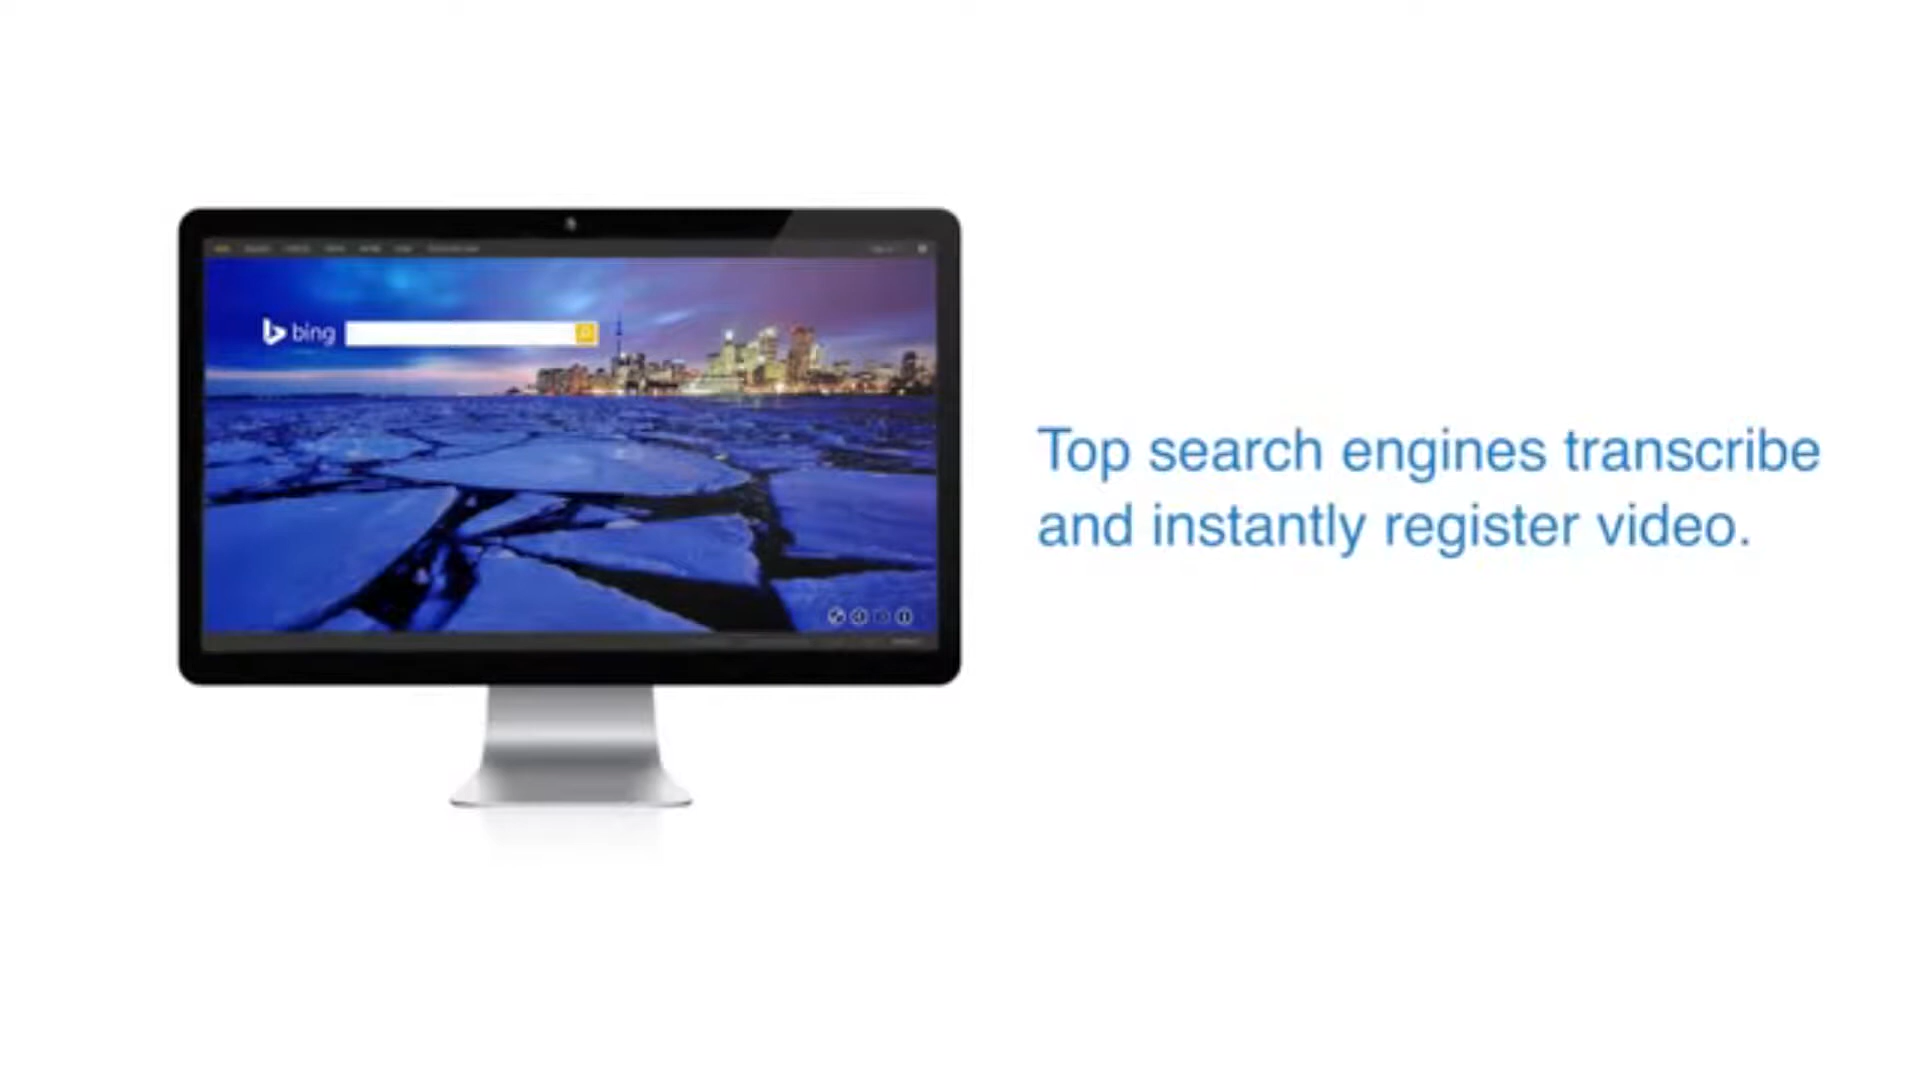 bing
Top search engines transcribe
and instantly register video.